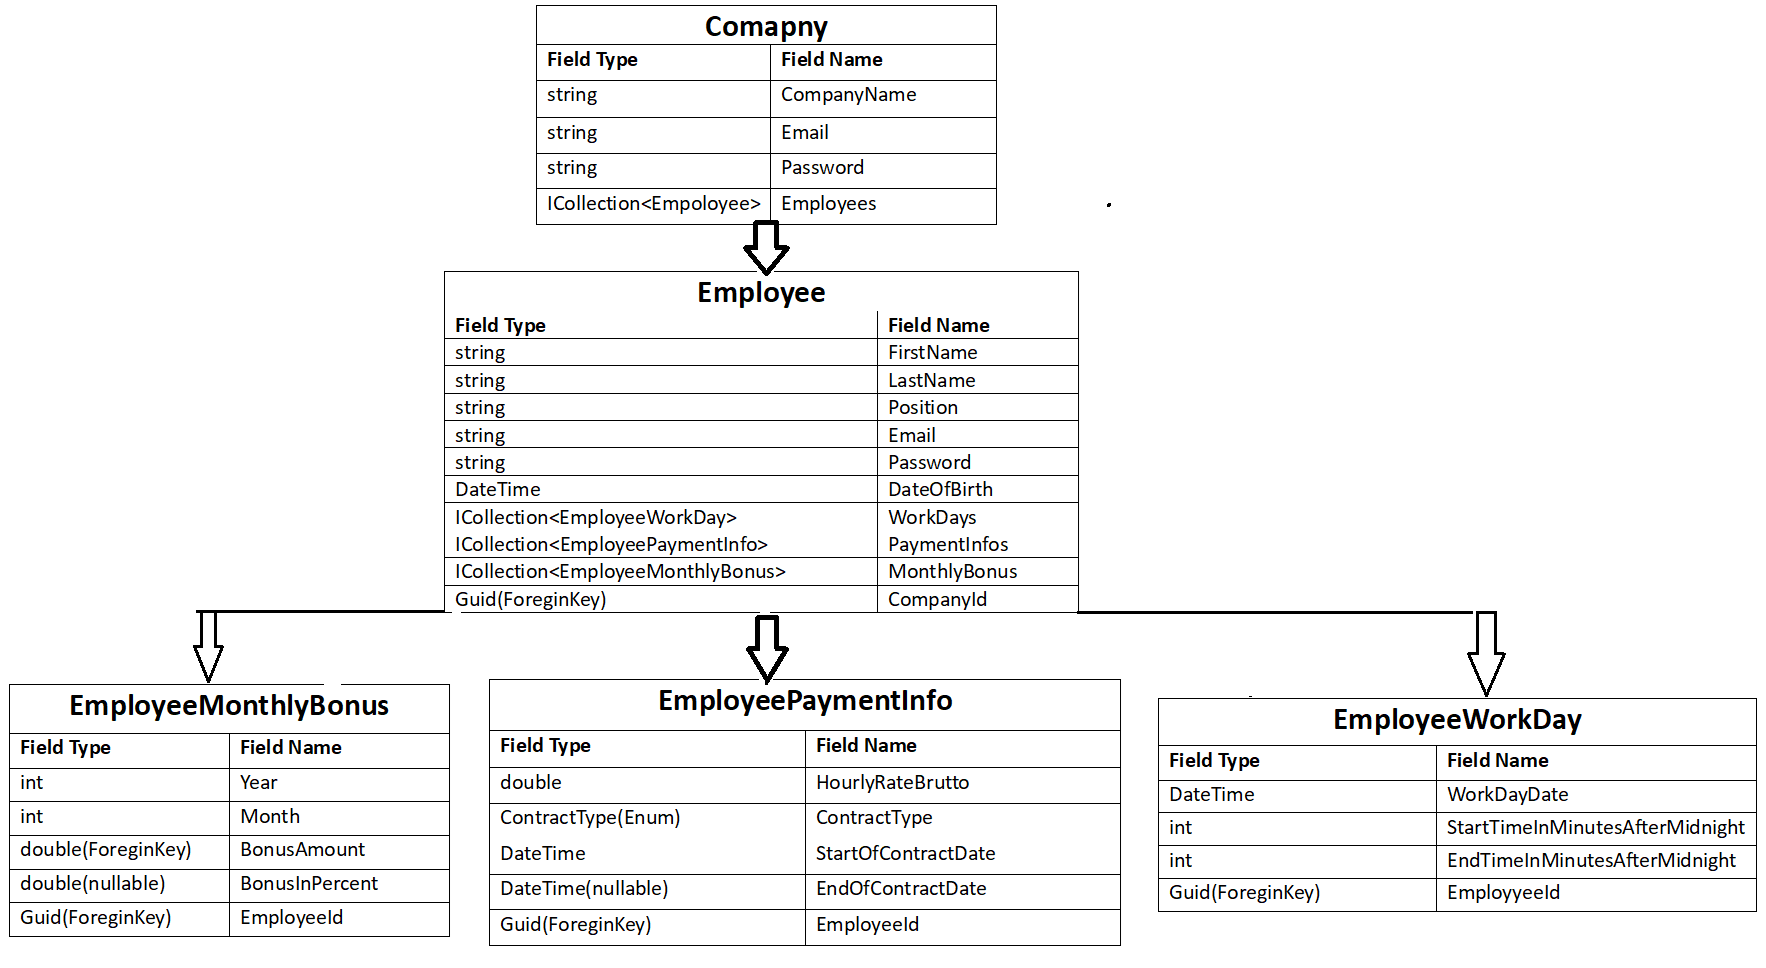 Comapny
Field Type Field Name
string CompanyName
string Email
string Password
ICollection<Empoloyee> Employees
Employee
Field Type Field Name
string FirstName
string LastName
string Position
string Email
string Password
DateTime DateOfBirth
ICollection<EmployeeWorkDay> WorkDays
ICollection<EmployeePaymentInfo> PaymentInfos
ICollection<EmployeeMonthlyBonus> MonthlyBonus
Guid(ForeginKey) CompanyId
EmployeeMonthlyBonus
Field Type Field Name
int Year
int Month
double(ForeginKey) BonusAmount
double(nullable) BonusInPercent
Guid(ForeginKey) EmployeeId
EmployeePaymentInfo
Field Type Field Name
double HourlyRateBrutto
ContractType(Enum) ContractType
DateTime StartOfContractDate
DateTime(nullable) EndOfContractDate
Guid(ForeginKey) EmployeeId
EmployeeWorkDay
Field Type Field Name
DateTime WorkDayDate
int StartTimeInMinutesAfterMidnight
int EndTimeInMinutesAfterMidnight
Guid(ForeginKey) EmployyeeId